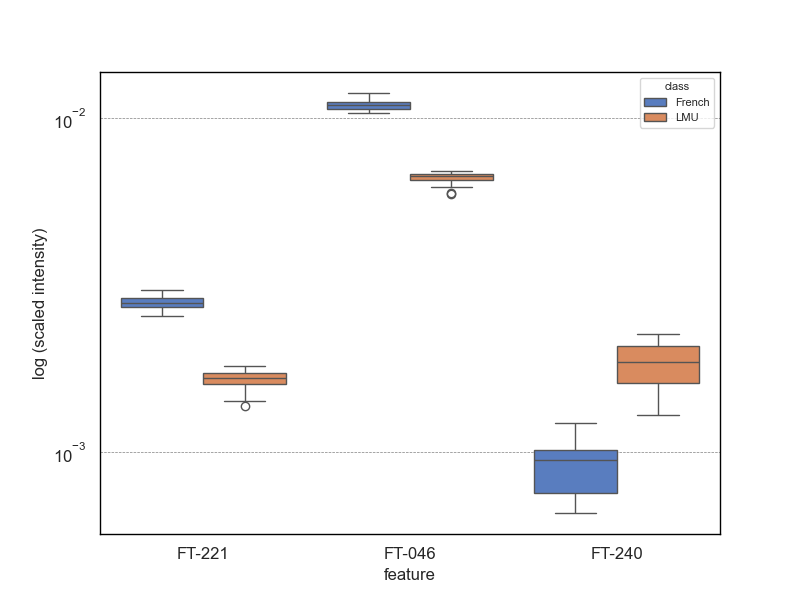 class
French
LMU
10⁻²
10⁻³
log (scaled intensity)
FT-221
FT-046
FT-240
feature